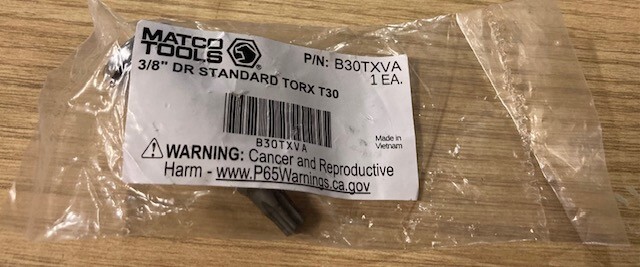 MATCO
TOOLS
P/N: B30TXVA
3/8" DR STANDARD TORX T30
1 EA.
B30TXVA
Made in
Vietnam
WARNING: Cancer and Reproductive
Harm - www.P65Warnings.ca.gov